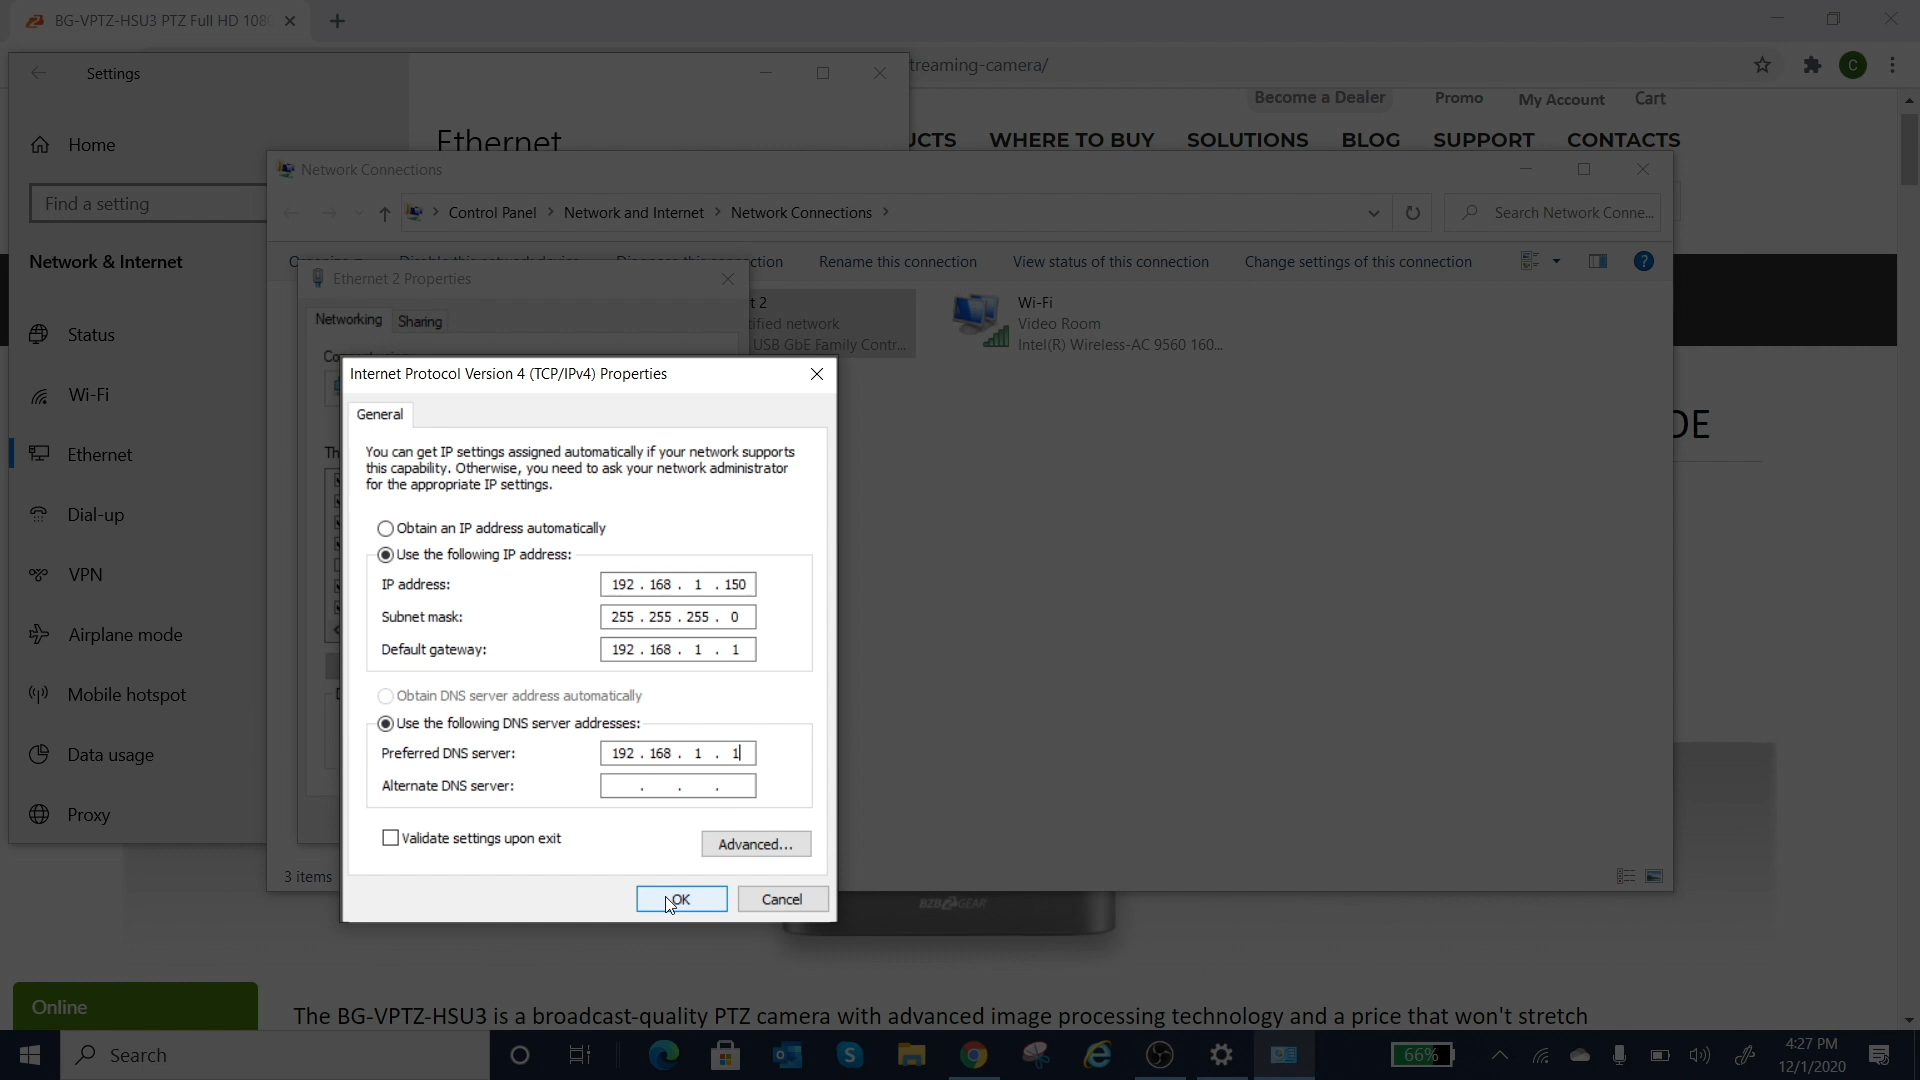 BG-VPTZ-HSU3 PTZ Full HD 108
Settings
treaming-camera/
C
Become a Dealer Promo My Account Cart
Home
Ethernet
UCTS WHERE TO BUY SOLUTIONS BLOG SUPPORT CONTACTS
Network Connections
Find a setting
Control Panel > Network and Internet > Network Connections >
Search Network Conne...
Network & Internet
Rename this connection View status of this connection Change settings of this connection
Ethernet 2 Properties
Networking Sharing
t 2
ified network
USB GbE Family Contr...
Wi-Fi
Video Room
Intel(R) Wireless-AC 9560 160...
Status
Wi-Fi
Ethernet
Dial-up
VPN
Airplane mode
Mobile hotspot
Data usage
Proxy
DE
Internet Protocol Version 4 (TCP/IPv4) Properties
General
You can get IP settings assigned automatically if your network supports
this capability. Otherwise, you need to ask your network administrator
for the appropriate IP settings.
Obtain an IP address automatically
Use the following IP address:
IP address: 192 . 168 . 1 . 150
Subnet mask: 255 . 255 . 255 . 0
Default gateway: 192 . 168 . 1 . 1
Obtain DNS server address automatically
Use the following DNS server addresses:
Preferred DNS server: 192 . 168 . 1 . 1
Alternate DNS server: . . .
Validate settings upon exit
Advanced...
OK Cancel
3 items
BZBGEAR
Online
The BG-VPTZ-HSU3 is a broadcast-quality PTZ camera with advanced image processing technology and a price that won't stretch
Search
66%
4:27 PM
12/1/2020